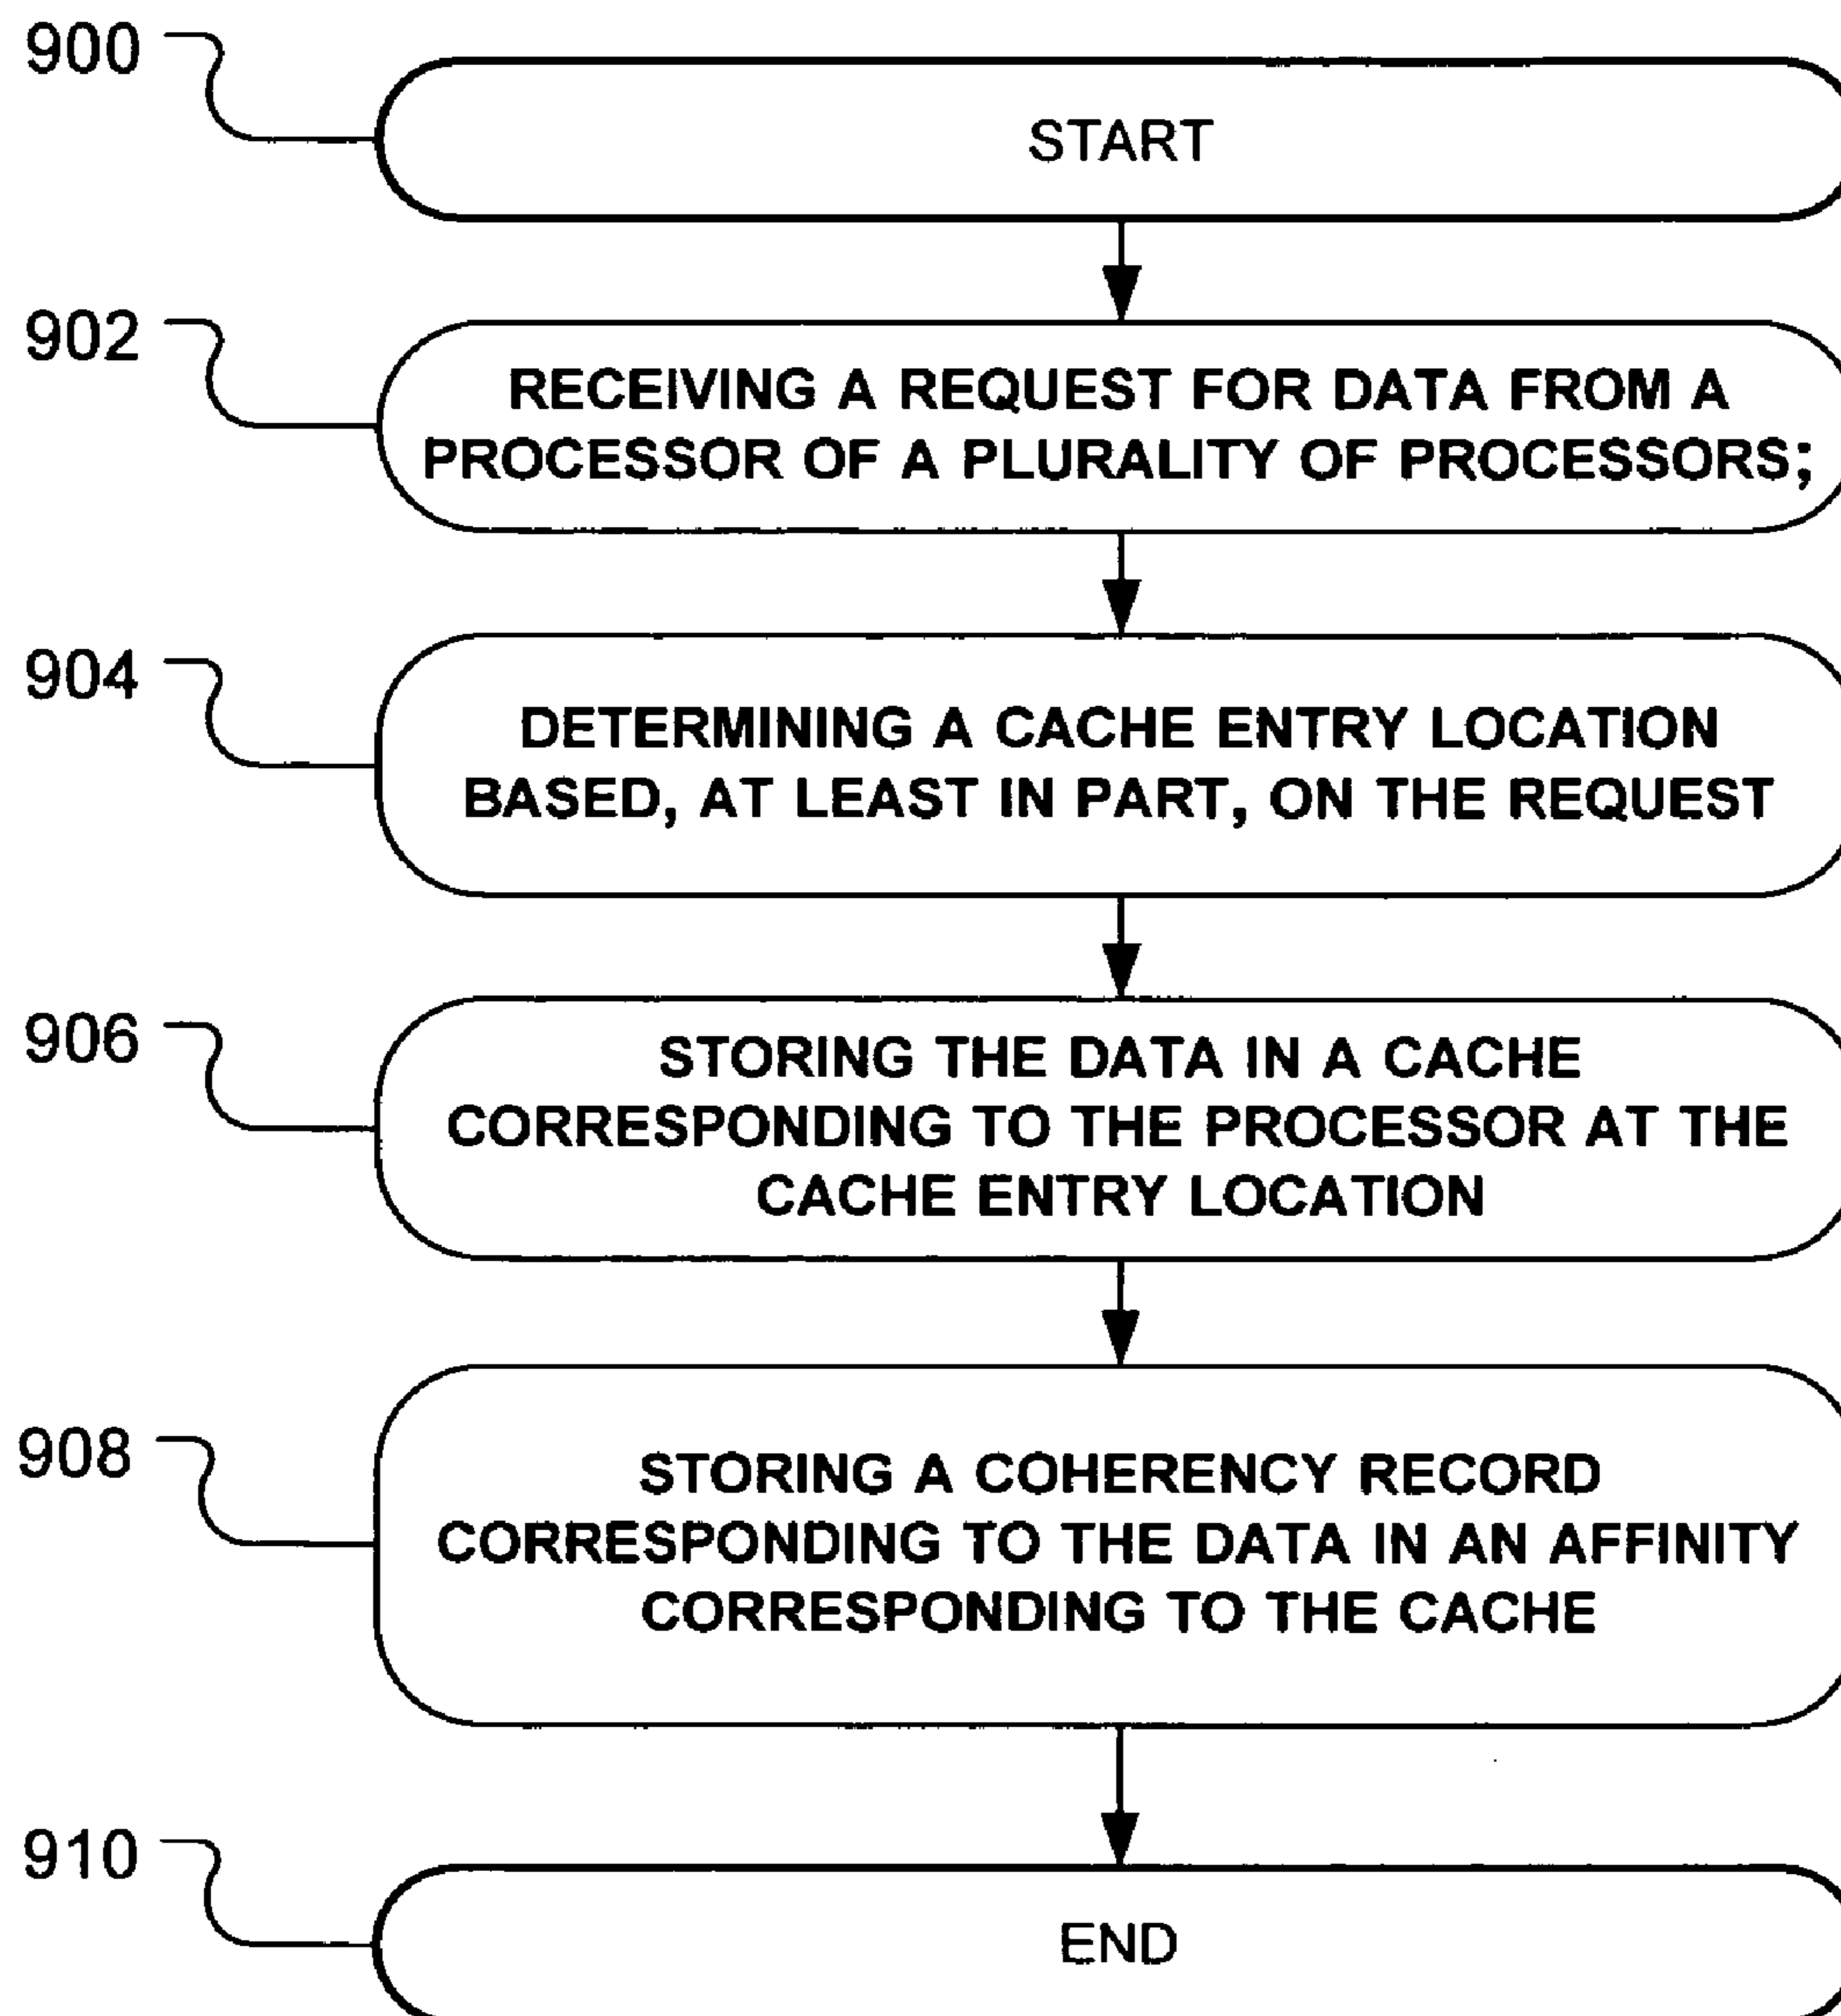 900
START
902
RECEIVING A REQUEST FOR DATA FROM A
PROCESSOR OF A PLURALITY OF PROCESSORS;
904
DETERMINING A CACHE ENTRY LOCATION
BASED, AT LEAST IN PART, ON THE REQUEST
906
STORING THE DATA IN A CACHE
CORRESPONDING TO THE PROCESSOR AT THE
CACHE ENTRY LOCATION
908
STORING A COHERENCY RECORD
CORRESPONDING TO THE DATA IN AN AFFINITY
CORRESPONDING TO THE CACHE
910
END